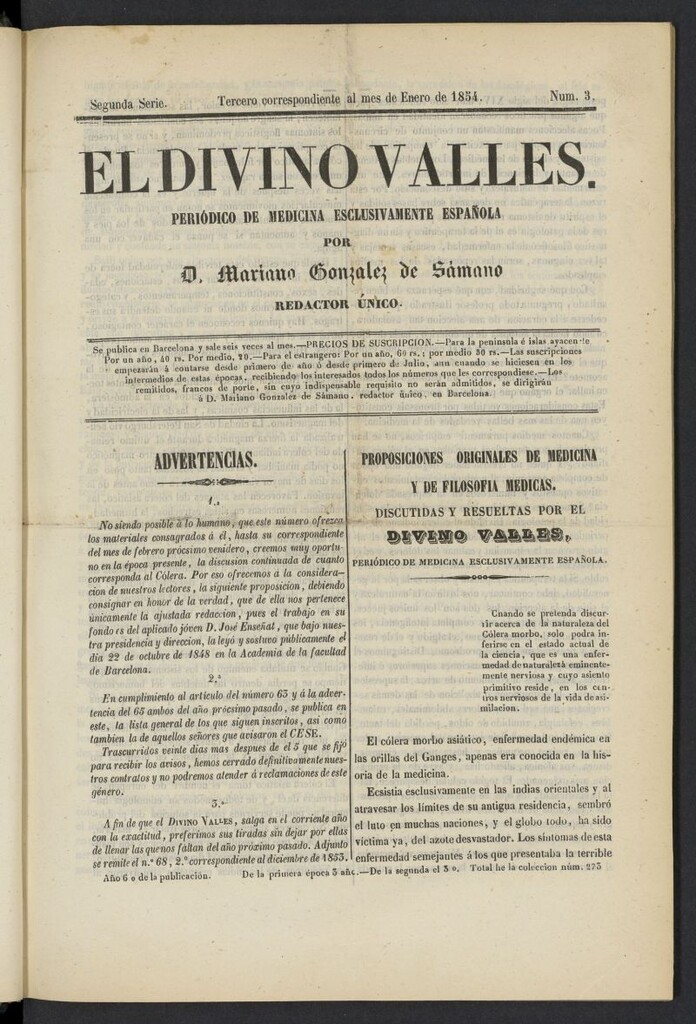 Segunda Serie. Tercero correspondiente al mes de Enero de 1854. Num. 3.
EL DIVINO VALLES.
PERIÓDICO DE MEDICINA ESCLUSIVAMENTE ESPAÑOLA
POR
D. Mariano Gonzalez de Sámano
REDACTOR ÚNICO.
Se publica en Barcelona y sale seis veces al mes.—PRECIOS DE SUSCRIPCION.—Para la península é islas ayacente
Por un año, 40 rs. Por medio, 20.—Para el estrangero: Por un año, 60 rs.; por medio 30 rs.—Las suscripciones
empezarán á contarse desde primero de año ó desde primero de Julio, aun cuando se hiciesen en los
intermedios de estas épocas, recibiendo los interesados todos los números que les correspondiese.—Los
remitidos, francos de porte, sin cuyo indispensable requisito no serán admitidos, se dirigirán
á D. Mariano Gonzalez de Sámano, redactor único, en Barcelona
ADVERTENCIAS.
1.a
No siendo posible á lo humano, que este número ofrezca
los materiales consagrados á él, hasta su correspondiente
del mes de febrero prócsimo venidero, creemos muy oportu-
no en la época presente, la discusion continuada de cuanto
corresponda al Cólera. Por eso ofrecemos á la considera-
cion de nuestros lectores, la siguiente proposicion, debiendo
consignar en honor de la verdad, que de ella nos pertenece
únicamente la ajustada redaccion, pues el trabajo en su
fondo es del aplicado jóven D. José Enseñat, que bajo nues-
tra presidencia y direccion, la leyó y sostuvo públicamente el
dia 22 de octubre de 1848 en la Academia de la facultad
de Barcelona.
2.a
En cumplimiento al artículo del número 63 y á la adver-
tencia del 65 ambos del año prócsimo pasado, se publica en
este, la lista general de los que siguen inscritos, asi como
tambien la de aquellos señores que avisaron el CESE.
Trascurridos veinte dias mas despues de el 5 que se fijó
para recibir los avisos, hemos cerrado definitivamente nues-
tros contratos y no podremos atender á reclamaciones de este
género.
3.a
A fin de que el DIVINO VALLES, salga en el corriente año
con la exactitud, preferimos sus tiradas sin dejar por ellas
de llenar las que nos faltan del año próximo pasado. Adjunto
se remite el n.º 68, 2.º correspondiente al diciembre de 1853.
PROPOSICIONES ORIGINALES DE MEDICINA
Y DE FILOSOFIA MEDICAS.
DISCUTIDAS Y RESUELTAS POR EL
DIVINO VALLES,
PERIÓDICO DE MEDICINA ESCLUSIVAMENTE ESPAÑOLA.
Cuando se pretenda discur-
rir acerca de la naturaleza del
Cólera morbo, solo podra in-
ferirse en el estado actual de
la ciencia, que es una enfer-
medad de naturaleza eminente-
mente nerviosa y cuyo asiento
primitivo reside, en los cen-
tros nerviosos de la vida de asi-
milacion.
El cólera morbo asiático, enfermedad endémica en
las orillas del Ganges, apenas era conocida en la his-
oria de la medicina.
Ecsistia esclusivamente en las indias orientales y al
atravesar los límites de su antigua residencia, sembró
el luto en muchas naciones, y el globo todo, ha sido
víctima ya, del azote desvastador. Los síntomas de esta
enfermedad semejantes á los que presentaba la terrible
Año 6 o de la publicación. De la primera época 3 añs.—De la segunda el 3 o. Total he la coleccion núm. 275